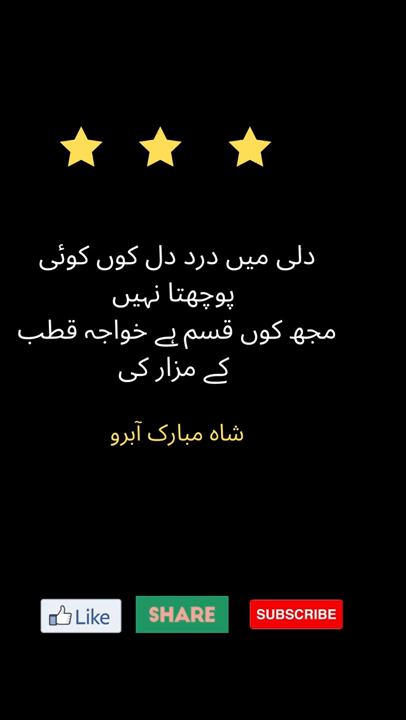 دلی میں درد دل کوں کوئی
پوچھتا نہیں
مجھ کوں قسم ہے خواجہ قطب
کے مزار کی
شاہ مبارک آبرو
Like SHARE SUBSCRIBE